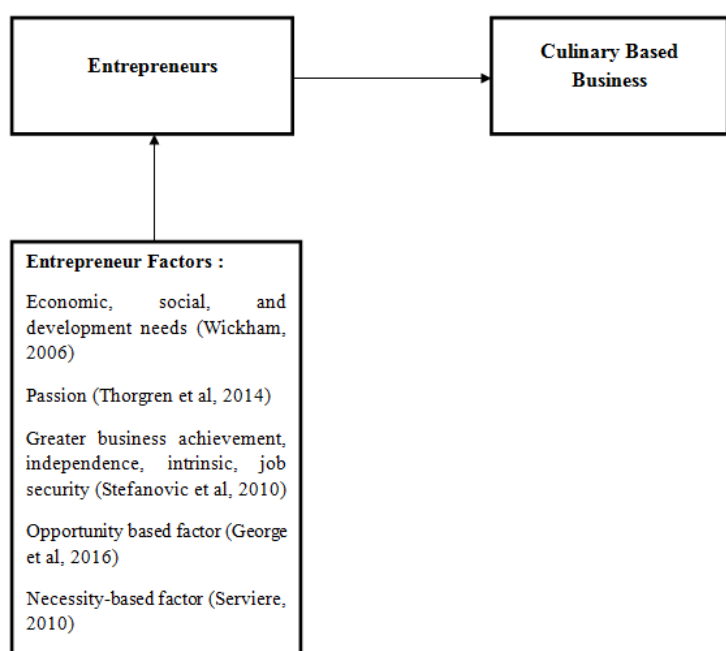 Entrepreneurs
Culinary Based
Business
Entrepreneur Factors :
Economic, social, and
development needs (Wickham,
2006)
Passion (Thorgren et al, 2014)
Greater business achievement,
independence, intrinsic, job
security (Stefanovic et al, 2010)
Opportunity based factor (George
et al, 2016)
Necessity-based factor (Serviere,
2010)